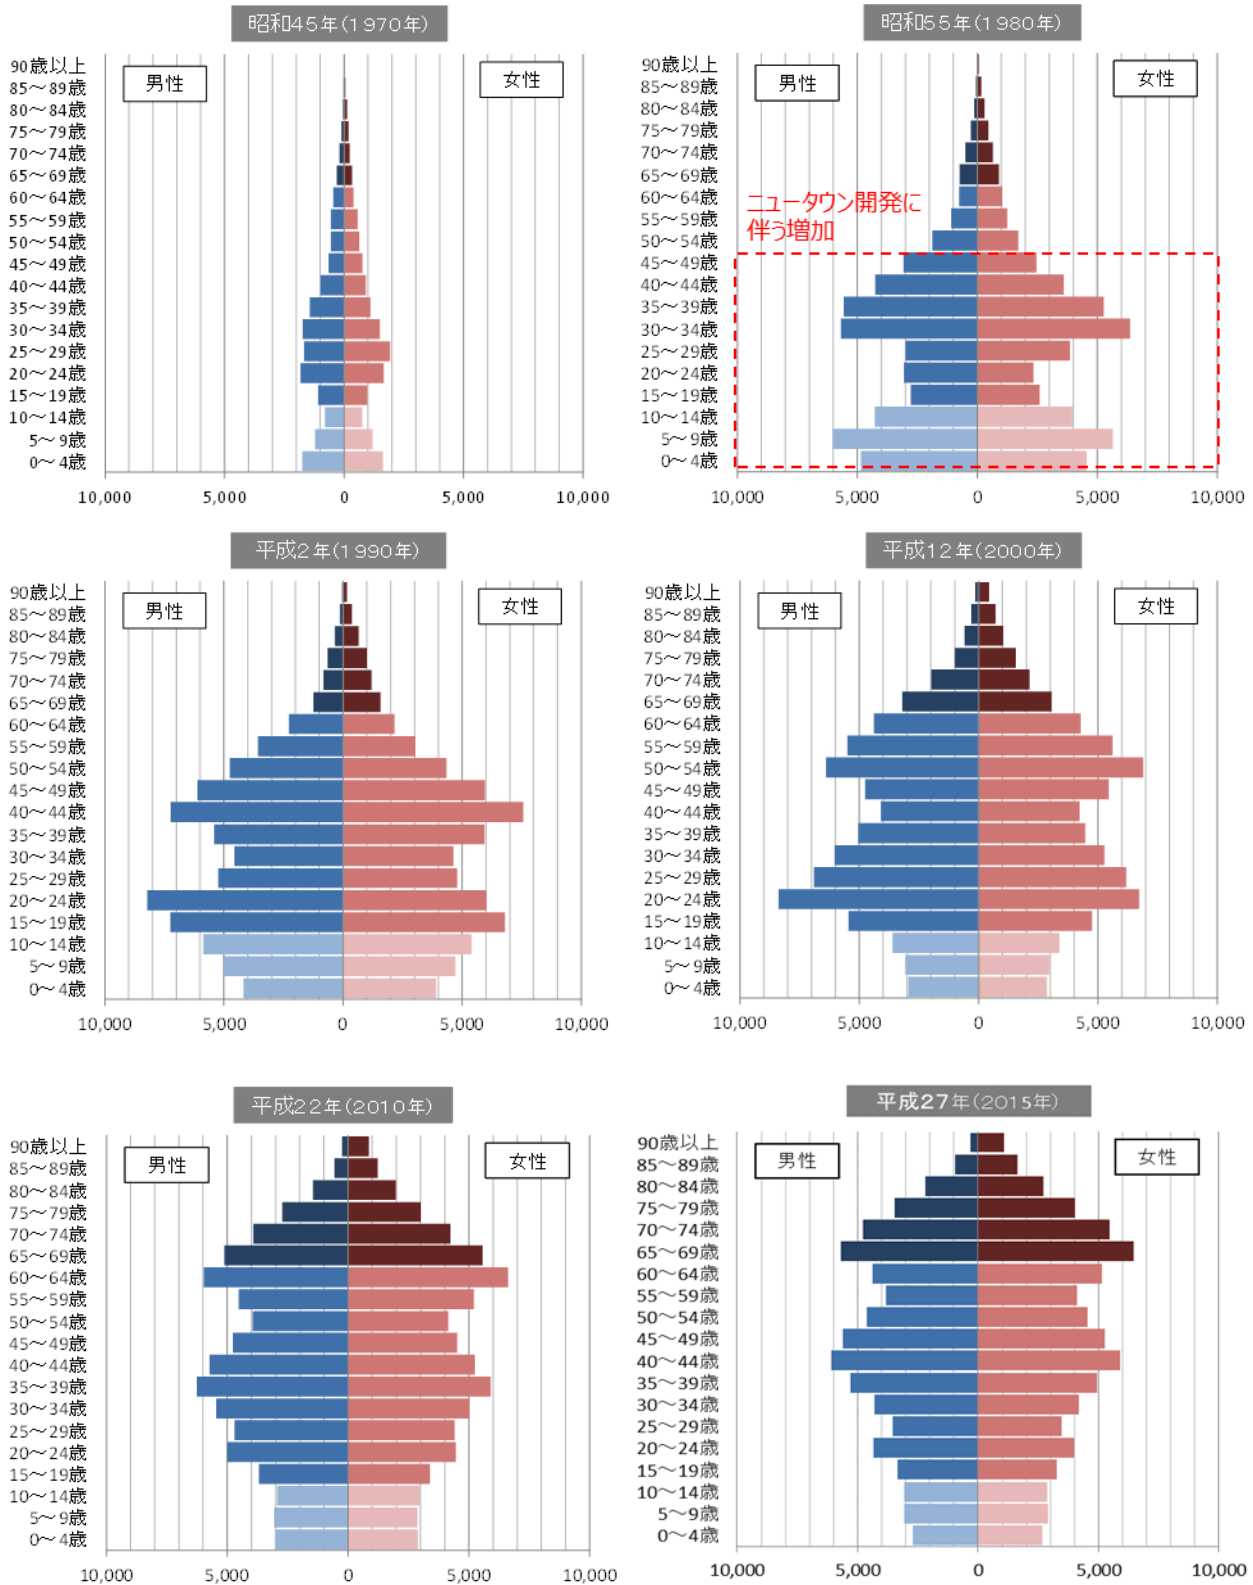 昭和45年(1970年)
男性
女性
90歳以上
85～89歳
80～84歳
75～79歳
70～74歳
65～69歳
60～64歳
55～59歳
50～54歳
45～49歳
40～44歳
35～39歳
30～34歳
25～29歳
20～24歳
15～19歳
10～14歳
5～9歳
0～4歳
10,000 5,000 0 5,000 10,000
昭和55年(1980年)
男性
女性
90歳以上
85～89歳
80～84歳
75～79歳
70～74歳
65～69歳
60～64歳
55～59歳
50～54歳
45～49歳
40～44歳
35～39歳
30～34歳
25～29歳
20～24歳
15～19歳
10～14歳
5～9歳
0～4歳
ニュータウン開発に
伴う増加
10,000 5,000 0 5,000 10,000
平成2年(1990年)
男性
女性
90歳以上
85～89歳
80～84歳
75～79歳
70～74歳
65～69歳
60～64歳
55～59歳
50～54歳
45～49歳
40～44歳
35～39歳
30～34歳
25～29歳
20～24歳
15～19歳
10～14歳
5～9歳
0～4歳
10,000 5,000 0 5,000 10,000
平成12年(2000年)
男性
女性
90歳以上
85～89歳
80～84歳
75～79歳
70～74歳
65～69歳
60～64歳
55～59歳
50～54歳
45～49歳
40～44歳
35～39歳
30～34歳
25～29歳
20～24歳
15～19歳
10～14歳
5～9歳
0～4歳
10,000 5,000 0 5,000 10,000
平成22年(2010年)
男性
女性
90歳以上
85～89歳
80～84歳
75～79歳
70～74歳
65～69歳
60～64歳
55～59歳
50～54歳
45～49歳
40～44歳
35～39歳
30～34歳
25～29歳
20～24歳
15～19歳
10～14歳
5～9歳
0～4歳
10,000 5,000 0 5,000 10,000
平成27年(2015年)
男性
女性
90歳以上
85～89歳
80～84歳
75～79歳
70～74歳
65～69歳
60～64歳
55～59歳
50～54歳
45～49歳
40～44歳
35～39歳
30～34歳
25～29歳
20～24歳
15～19歳
10～14歳
5～9歳
0～4歳
10,000 5,000 0 5,000 10,000